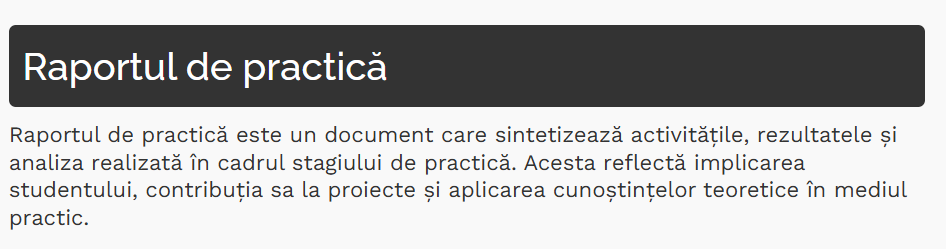 Raportul de practică
Raportul de practică este un document care sintetizează activitățile, rezultatele și
analiza realizată în cadrul stagiului de practică. Acesta reflectă implicarea
studentului, contribuția sa la proiecte și aplicarea cunoștințelor teoretice în mediul
practic.